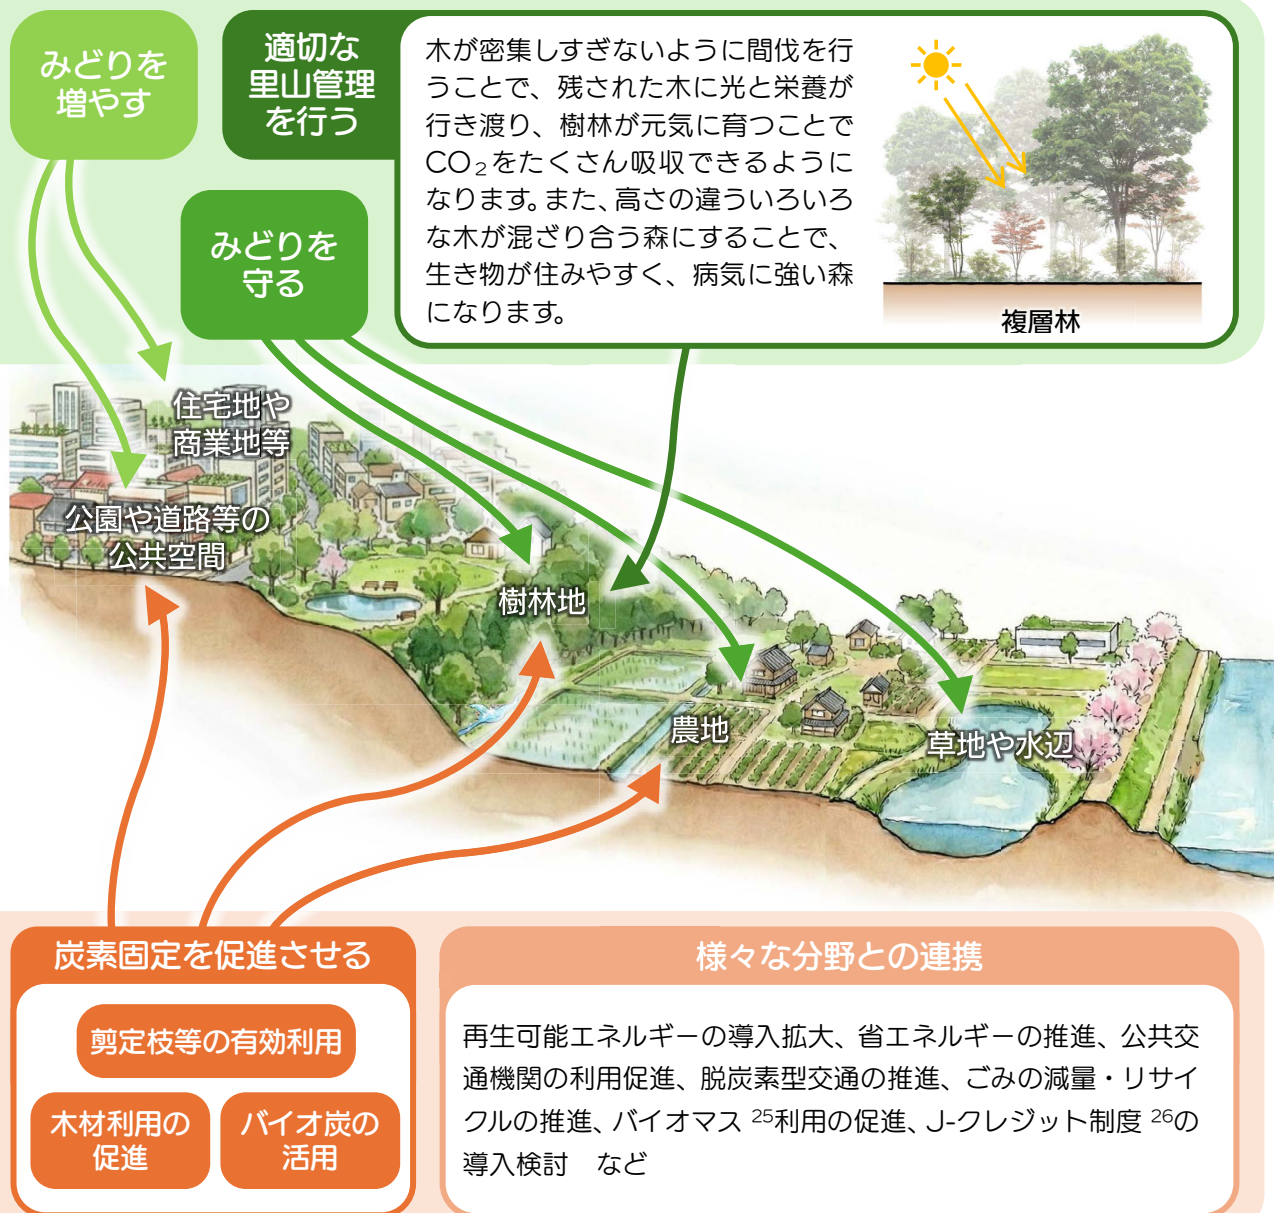 みどりを
増やす
適切な
里山管理
を行う
木が密集しすぎないように間伐を行
うことで、残された木に光と栄養が
行き渡り、樹林が元気に育つことで
CO₂をたくさん吸収できるように
なります。また、高さの違ういろいろ
な木が混ざり合う森にすることで、
生き物が住みやすく、病気に強い森
になります。
複層林
みどりを
守る
住宅地や
商業地等
公園や道路等の
公共空間
樹林地
農地
草地や水辺
炭素固定を促進させる
剪定枝等の有効利用
木材利用の
促進
バイオ炭の
活用
様々な分野との連携
再生可能エネルギーの導入拡大、省エネルギーの推進、公共交
通機関の利用促進、脱炭素型交通の推進、ごみの減量・リサイ
クルの推進、バイオマス ²⁵利用の促進、J-クレジット制度 ²⁶の
導入検討　など